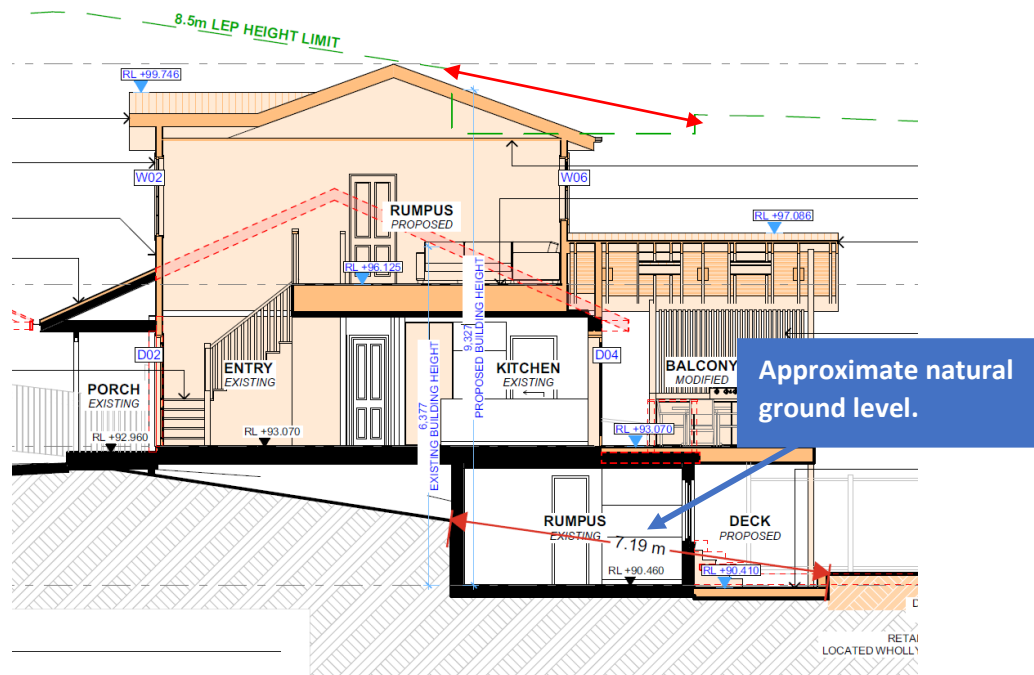 8.5m LEP HEIGHT LIMIT
RL +99.746
W02
W06
RUMPUS
PROPOSED
RL +97.086
RL +96.125
9,327
PROPOSED BUILDING HEIGHT
6,377
EXISTING BUILDING HEIGHT
D02
ENTRY
EXISTING
KITCHEN
EXISTING
D04
BALCONY
MODIFIED
PORCH
EXISTING
Approximate natural
ground level.
RL +92.960
RL +93.070
RL +93.070
RUMPUS
EXISTING
DECK
PROPOSED
7.19 m
RL +90.460
RL +90.410
D
RETA
LOCATED WHOLLY